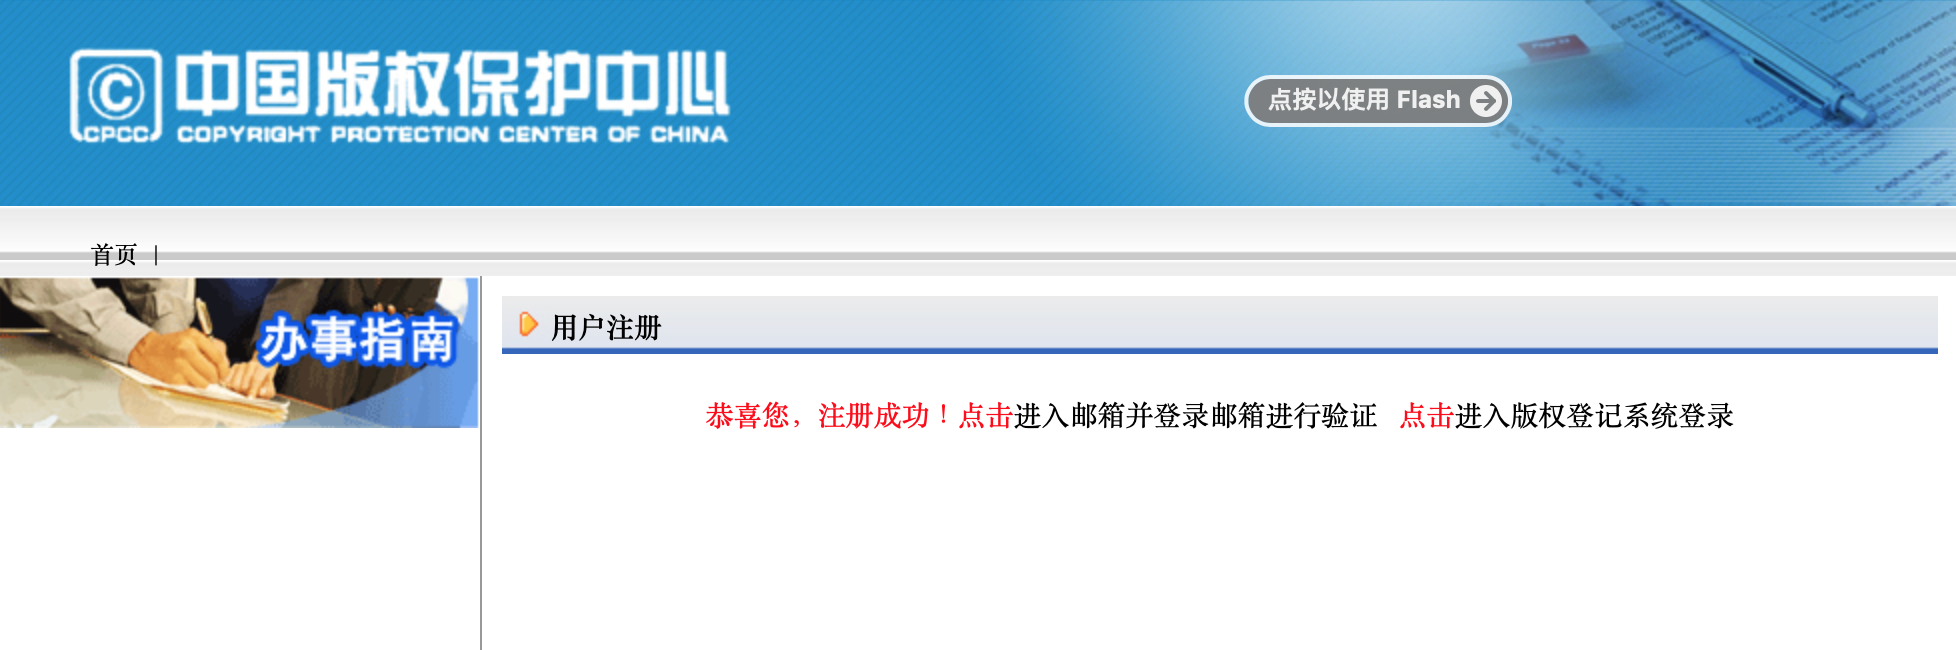 中国版权保护中心
CPCC COPYRIGHT PROTECTION CENTER OF CHINA
点按以使用 Flash
首页 |
办事指南
用户注册
恭喜您，注册成功！点击进入邮箱并登录邮箱进行验证 点击进入版权登记系统登录